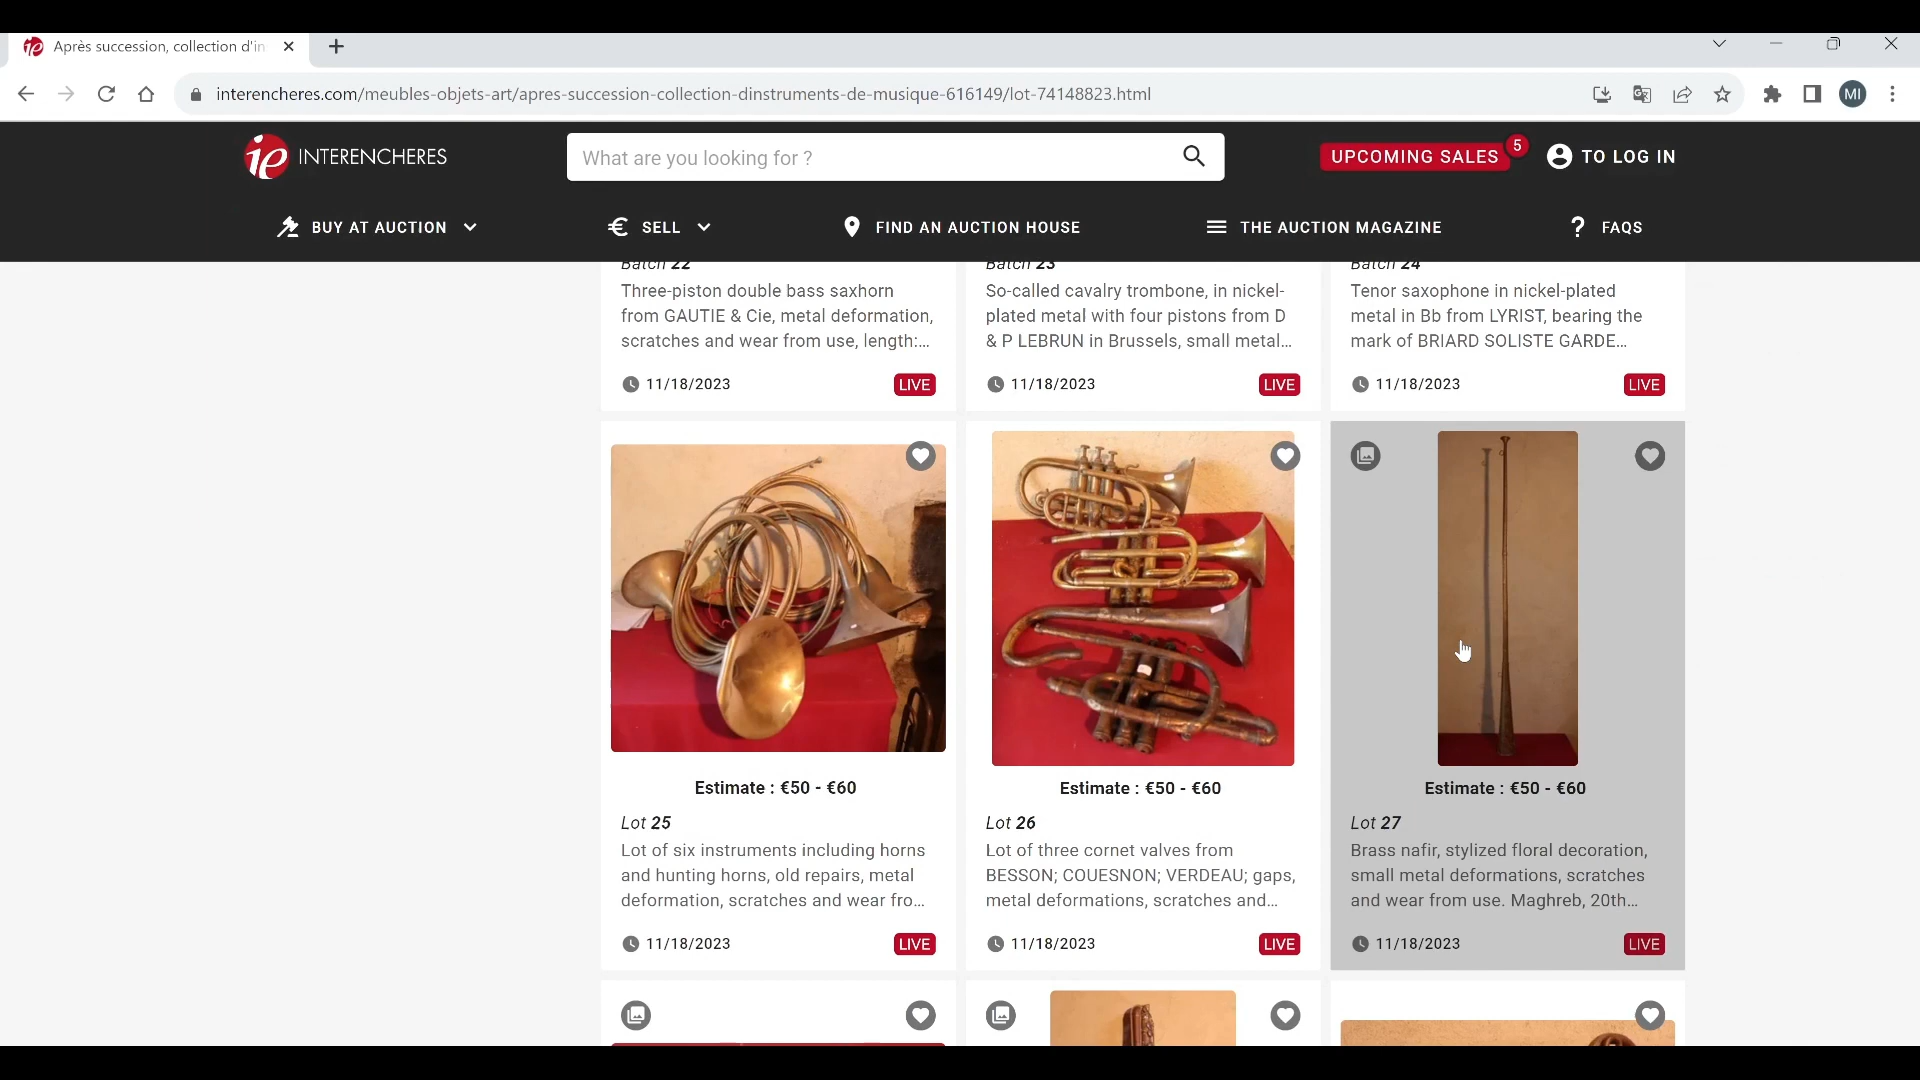 Après succession, collection d'in
interencheres.com/meubles-objets-art/apres-succession-collection-dinstruments-de-musique-616149/lot-74148823.html
MI
ie INTERENCHERES
What are you looking for ?
UPCOMING SALES 5
TO LOG IN
BUY AT AUCTION
SELL
FIND AN AUCTION HOUSE
THE AUCTION MAGAZINE
FAQS
Batch 22
Three-piston double bass saxhorn
from GAUTIE & Cie, metal deformation,
scratches and wear from use, length:...
11/18/2023 LIVE
Batch 23
So-called cavalry trombone, in nickel-
plated metal with four pistons from D
& P LEBRUN in Brussels, small metal...
11/18/2023 LIVE
Batch 24
Tenor saxophone in nickel-plated
metal in Bb from LYRIST, bearing the
mark of BRIARD SOLISTE GARDE...
11/18/2023 LIVE
Estimate : €50 - €60
Lot 25
Lot of six instruments including horns
and hunting horns, old repairs, metal
deformation, scratches and wear fro...
11/18/2023 LIVE
Estimate : €50 - €60
Lot 26
Lot of three cornet valves from
BESSON; COUESNON; VERDEAU; gaps,
metal deformations, scratches and...
11/18/2023 LIVE
Estimate : €50 - €60
Lot 27
Brass nafir, stylized floral decoration,
small metal deformations, scratches
and wear from use. Maghreb, 20th...
11/18/2023 LIVE